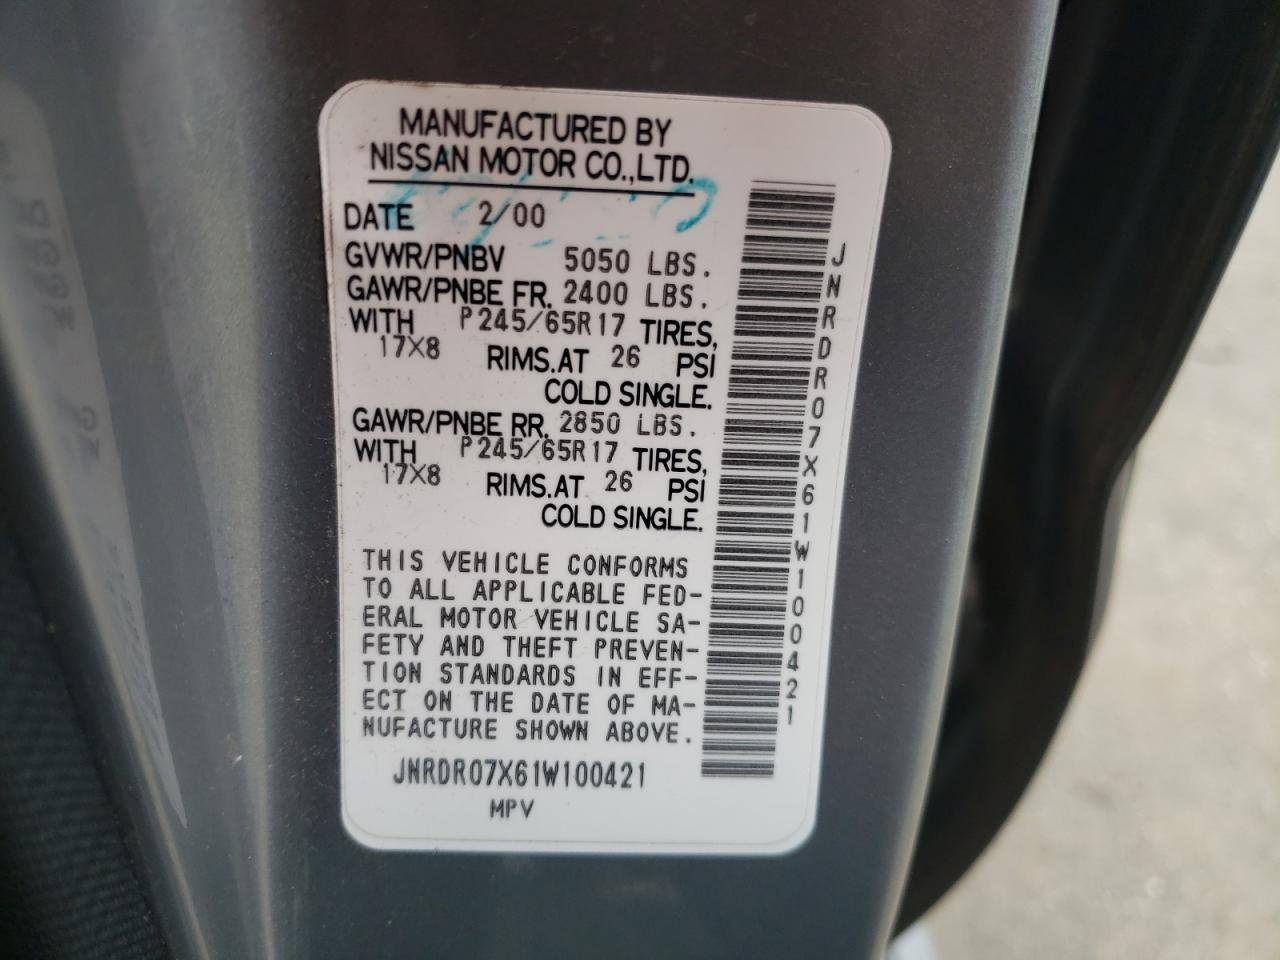 MANUFACTURED BY
NISSAN MOTOR CO.,LTD.
DATE 2/00
GVWR/PNBV 5050 LBS.
GAWR/PNBE FR. 2400 LBS.
WITH P245/65R17 TIRES,
17X8 RIMS.AT 26 PSI
COLD SINGLE.
GAWR/PNBE RR. 2850 LBS.
WITH P245/65R17 TIRES,
17X8 RIMS.AT 26 PSI
COLD SINGLE.
THIS VEHICLE CONFORMS
TO ALL APPLICABLE FED-
ERAL MOTOR VEHICLE SA-
FETY AND THEFT PREVEN-
TION STANDARDS IN EFF-
ECT ON THE DATE OF MA-
NUFACTURE SHOWN ABOVE.
JNRDR07X61W100421
MPV
JNRDR07X61W100421